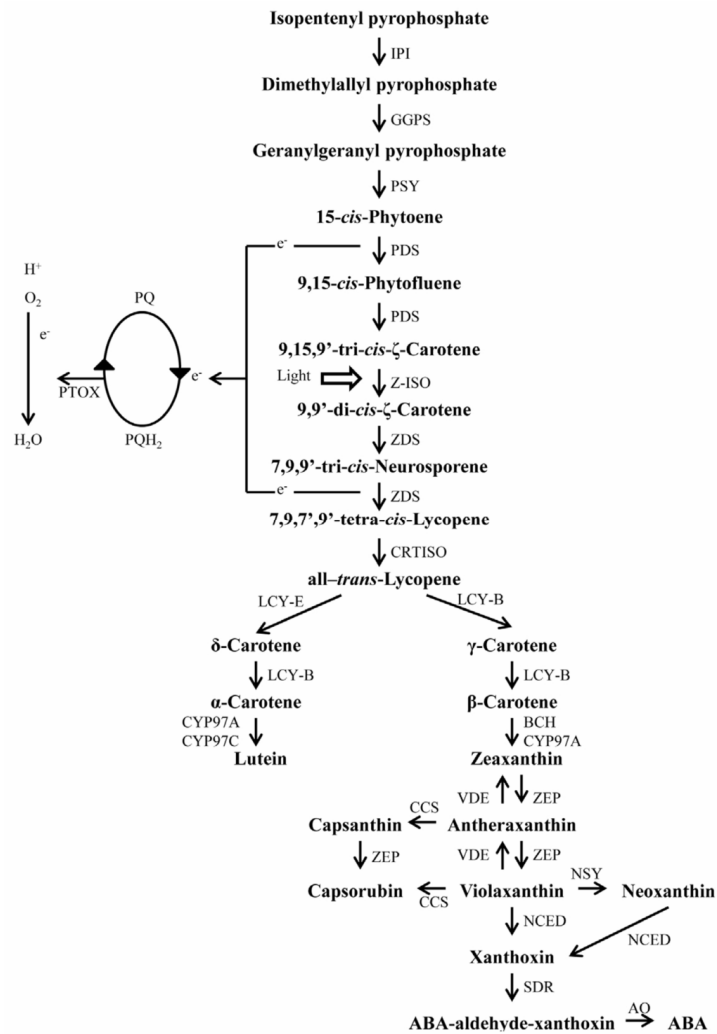 Isopentenyl pyrophosphate
IPI
Dimethylallyl pyrophosphate
GGPS
Geranylgeranyl pyrophosphate
PSY
15-cis-Phytoene
e-
PDS
H+
9,15-cis-Phytofluene
O2
PQ
PDS
e-
9,15,9’-tri-cis-ζ-Carotene
Light
e-
Z-ISO
PTOX
9,9’-di-cis-ζ-Carotene
H2O
PQH2
ZDS
7,9,9’-tri-cis-Neurosporene
e-
ZDS
7,9,7’,9’-tetra-cis-Lycopene
CRTISO
all–trans-Lycopene
LCY-E
LCY-B
δ-Carotene
γ-Carotene
LCY-B
LCY-B
α-Carotene
β-Carotene
CYP97A
BCH
CYP97C
CYP97A
Lutein
Zeaxanthin
VDE
ZEP
Capsanthin
CCS
Antheraxanthin
ZEP
VDE
ZEP
Capsorubin
CCS
Violaxanthin
NSY
Neoxanthin
NCED
NCED
Xanthoxin
SDR
ABA-aldehyde-xanthoxin
AO
ABA